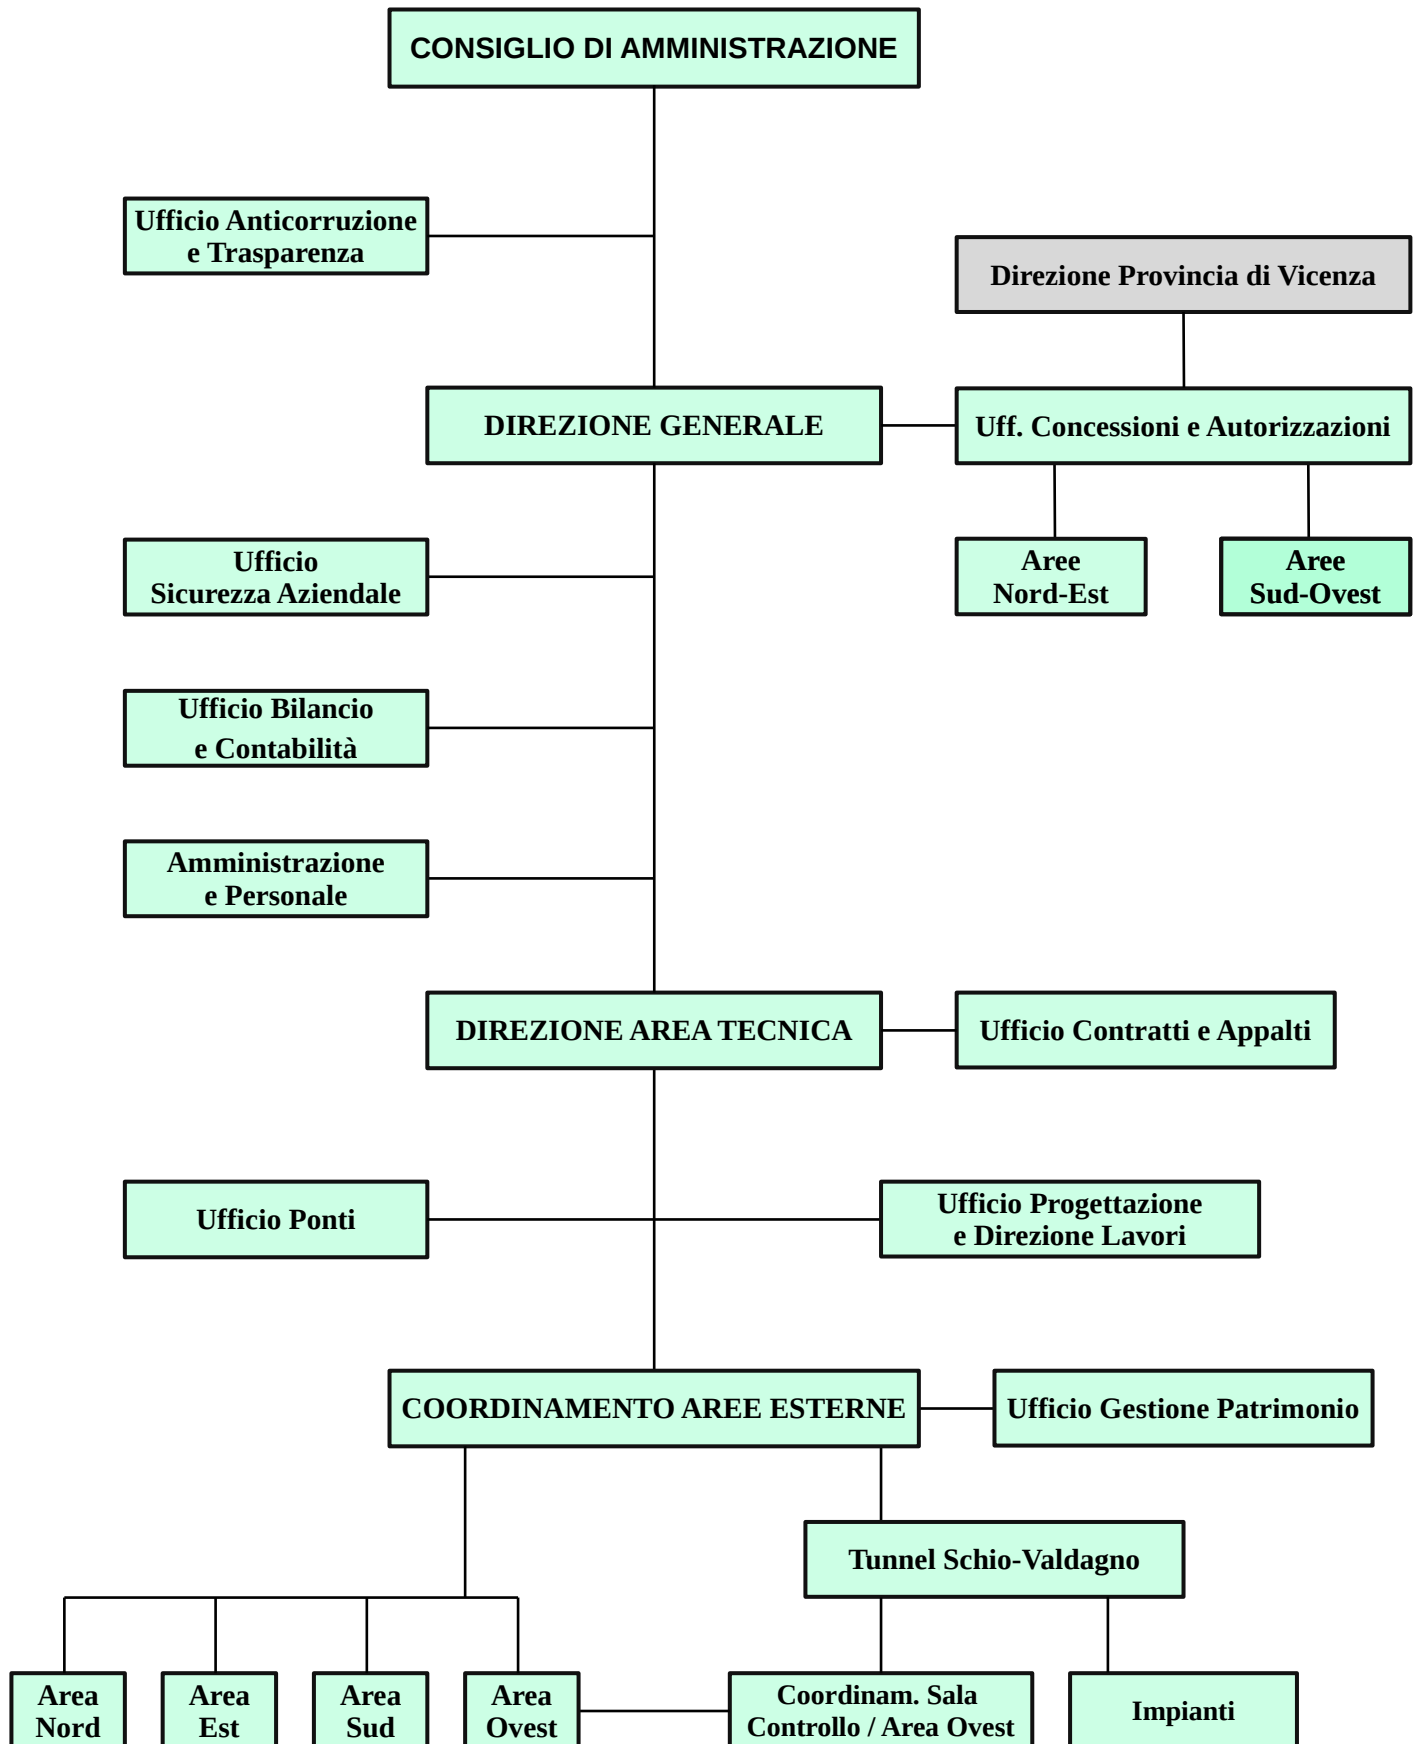 CONSIGLIO DI AMMINISTRAZIONE
Ufficio Anticorruzione
e Trasparenza
Direzione Provincia di Vicenza
DIREZIONE GENERALE
Uff. Concessioni e Autorizzazioni
Ufficio
Sicurezza Aziendale
Aree
Nord-Est
Aree
Sud-Ovest
Ufficio Bilancio
e Contabilità
Amministrazione
e Personale
DIREZIONE AREA TECNICA
Ufficio Contratti e Appalti
Ufficio Ponti
Ufficio Progettazione
e Direzione Lavori
COORDINAMENTO AREE ESTERNE
Ufficio Gestione Patrimonio
Tunnel Schio-Valdagno
Area
Nord
Area
Est
Area
Sud
Area
Ovest
Coordinam. Sala
Controllo / Area Ovest
Impianti